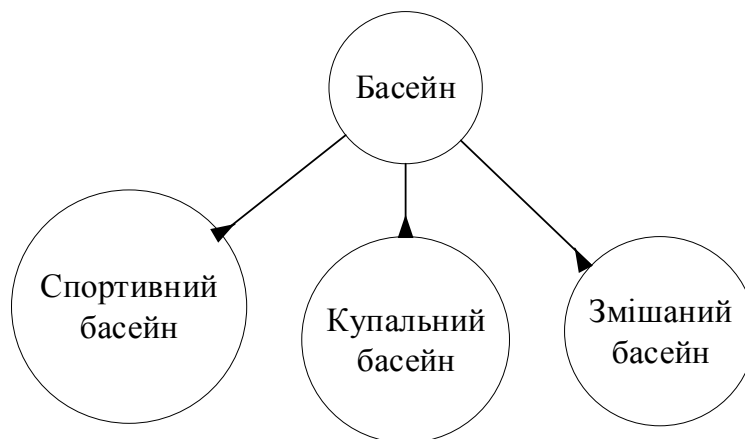 Басейн
Спортивний
басейн
Купальний
басейн
Змішаний
басейн